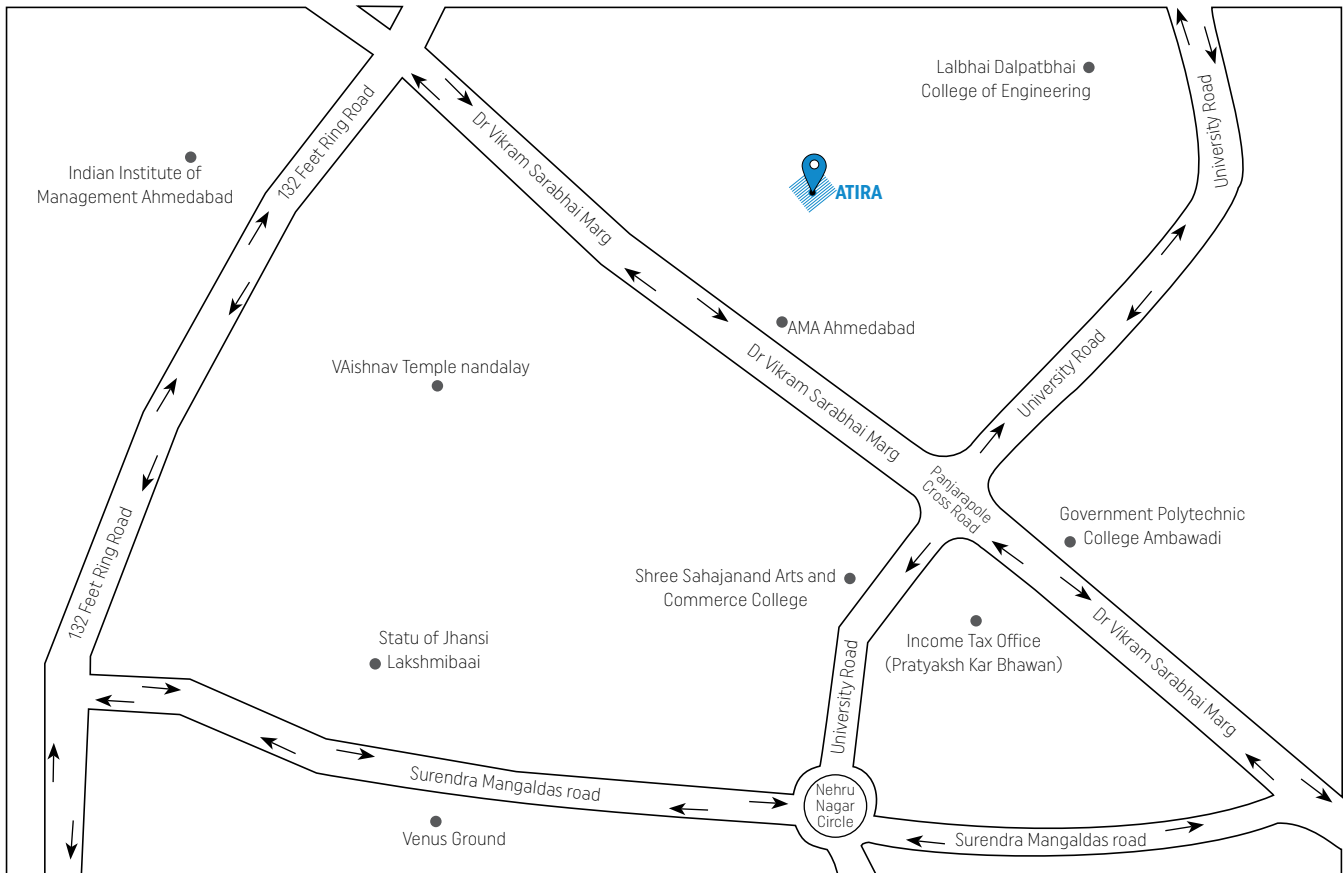 Lalbhai Dalpatbhai
College of Engineering
University Road
132 Feet Ring Road
Dr Vikram Sarabhai Marg
Indian Institute of
Management Ahmedabad
ATIRA
AMA Ahmedabad
VAishnav Temple nandalay
Dr Vikram Sarabhai Marg
University Road
Panjarapole
Cross Road
Government Polytechnic
College Ambawadi
132 Feet Ring Road
Shree Sahajanand Arts and
Commerce College
Statu of Jhansi
Lakshmibaai
Income Tax Office
(Pratyaksh Kar Bhawan)
Dr Vikram Sarabhai Marg
University Road
Surendra Mangaldas road
Nehru
Nagar
Circle
Venus Ground
Surendra Mangaldas road